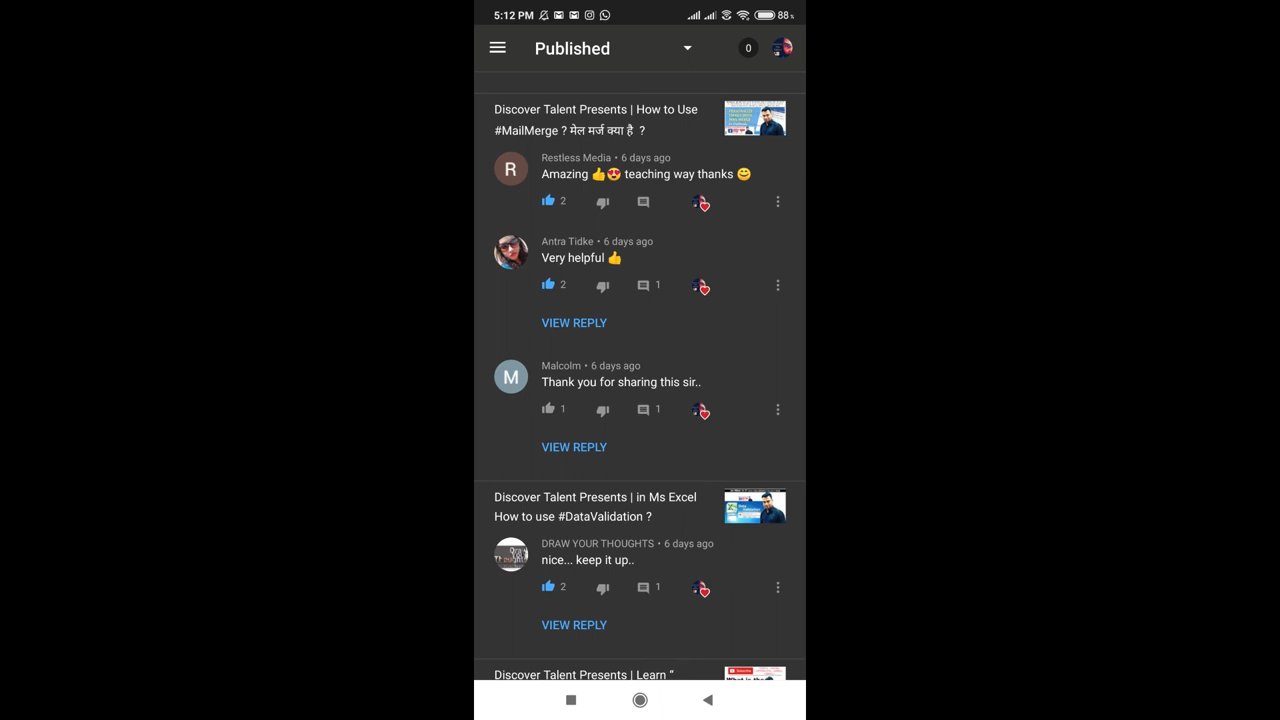 5:12 PM 88%
Published 0
Discover Talent Presents | How to Use
#MailMerge ? मेल मर्ज क्या है ?
R
Restless Media • 6 days ago
Amazing 👍😍 teaching way thanks 😊
2
Antra Tidke • 6 days ago
Very helpful 👍
2 1
VIEW REPLY
M
Malcolm • 6 days ago
Thank you for sharing this sir..
1 1
VIEW REPLY
Discover Talent Presents | in Ms Excel
How to use #DataValidation ?
DRAW YOUR THOUGHTS • 6 days ago
nice... keep it up..
2 1
VIEW REPLY
Discover Talent Presents | Learn “